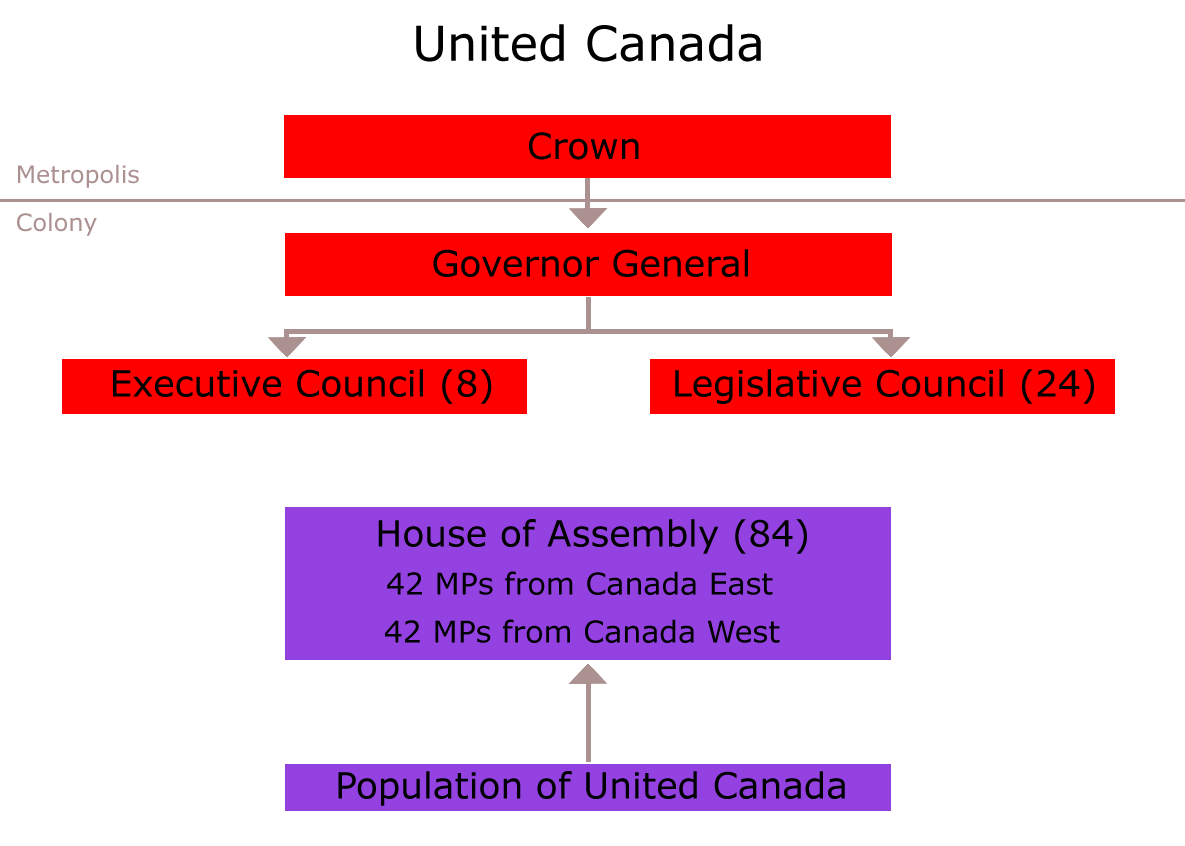 United Canada
Crown
Metropolis
Colony
Governor General
Executive Council (8)
Legislative Council (24)
House of Assembly (84)
42 MPs from Canada East
42 MPs from Canada West
Population of United Canada